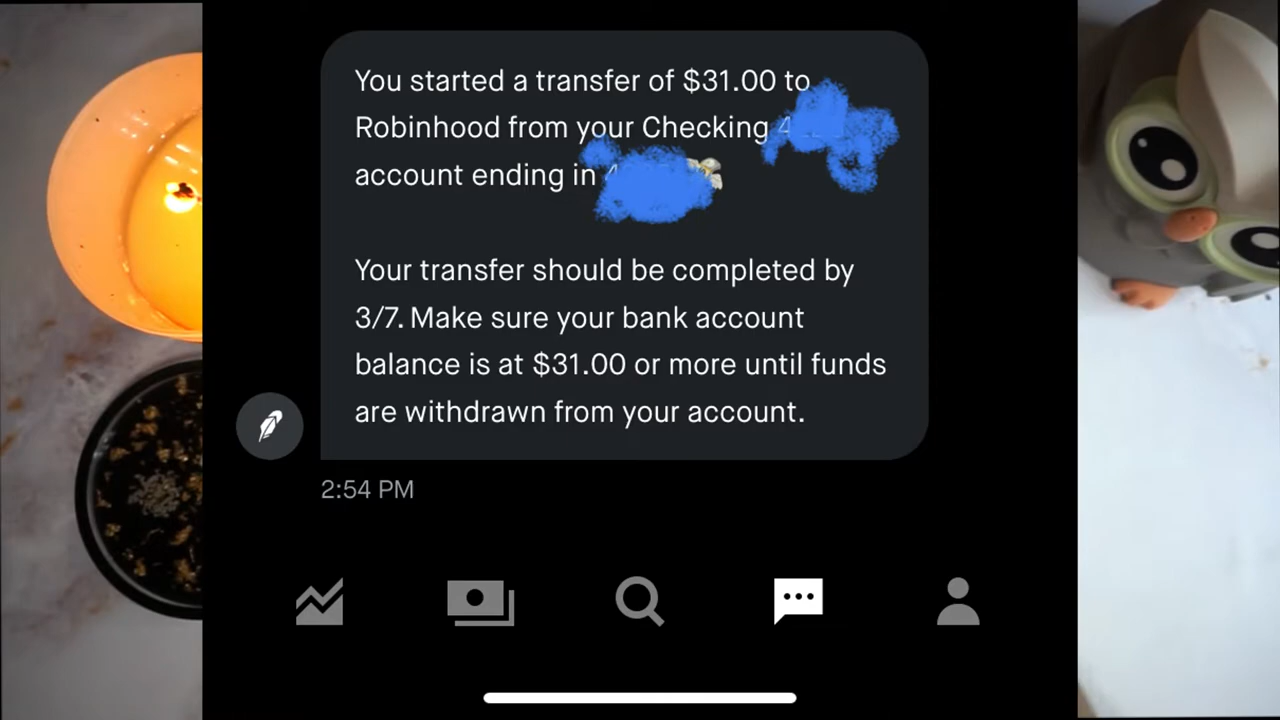 You started a transfer of $31.00 to
Robinhood from your Checking
account ending in
Your transfer should be completed by
3/7. Make sure your bank account
balance is at $31.00 or more until funds
are withdrawn from your account.
2:54 PM